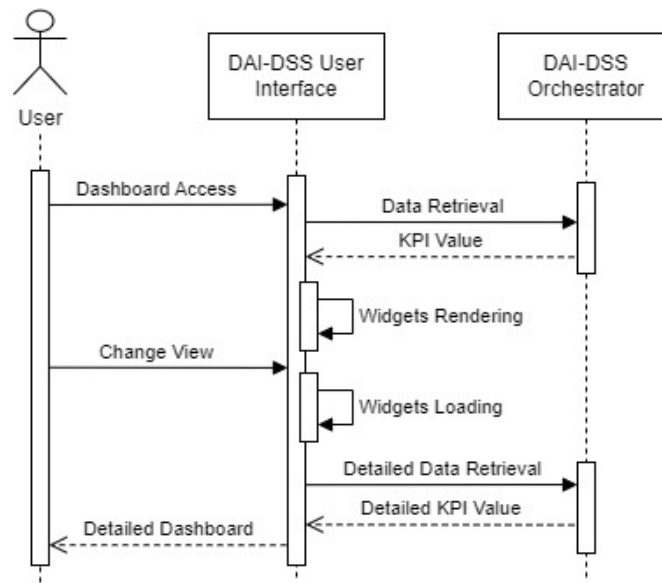 DAI-DSS User
Interface
DAI-DSS
Orchestrator
User
Dashboard Access
Data Retrieval
KPI Value
Widgets Rendering
Change View
Widgets Loading
Detailed Data Retrieval
Detailed KPI Value
Detailed Dashboard